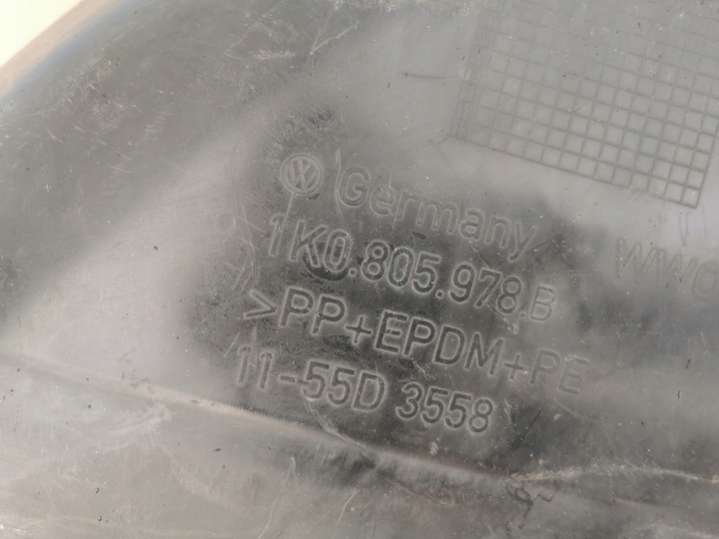 Germany
1K0.805.978.B
>PP+EPDM+PE
11-55D 3558